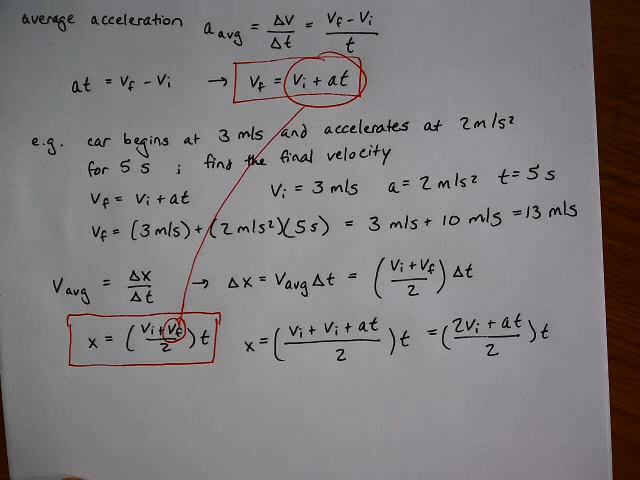 average acceleration a_avg = Δv/Δt = (v_f - v_i)/t
at = v_f - v_i → v_f = v_i + at
e.g. car begins at 3 m/s and accelerates at 2 m/s²
for 5 s ; find the final velocity
v_f = v_i + at v_i = 3 m/s a = 2 m/s² t = 5 s
v_f = (3 m/s) + (2 m/s²)(5 s) = 3 m/s + 10 m/s = 13 m/s
v_avg = Δx/Δt → Δx = v_avg Δt = ((v_i + v_f)/2) Δt
x = ((v_i + v_f)/2) t x = ((v_i + v_i + at)/2) t = ((2v_i + at)/2) t